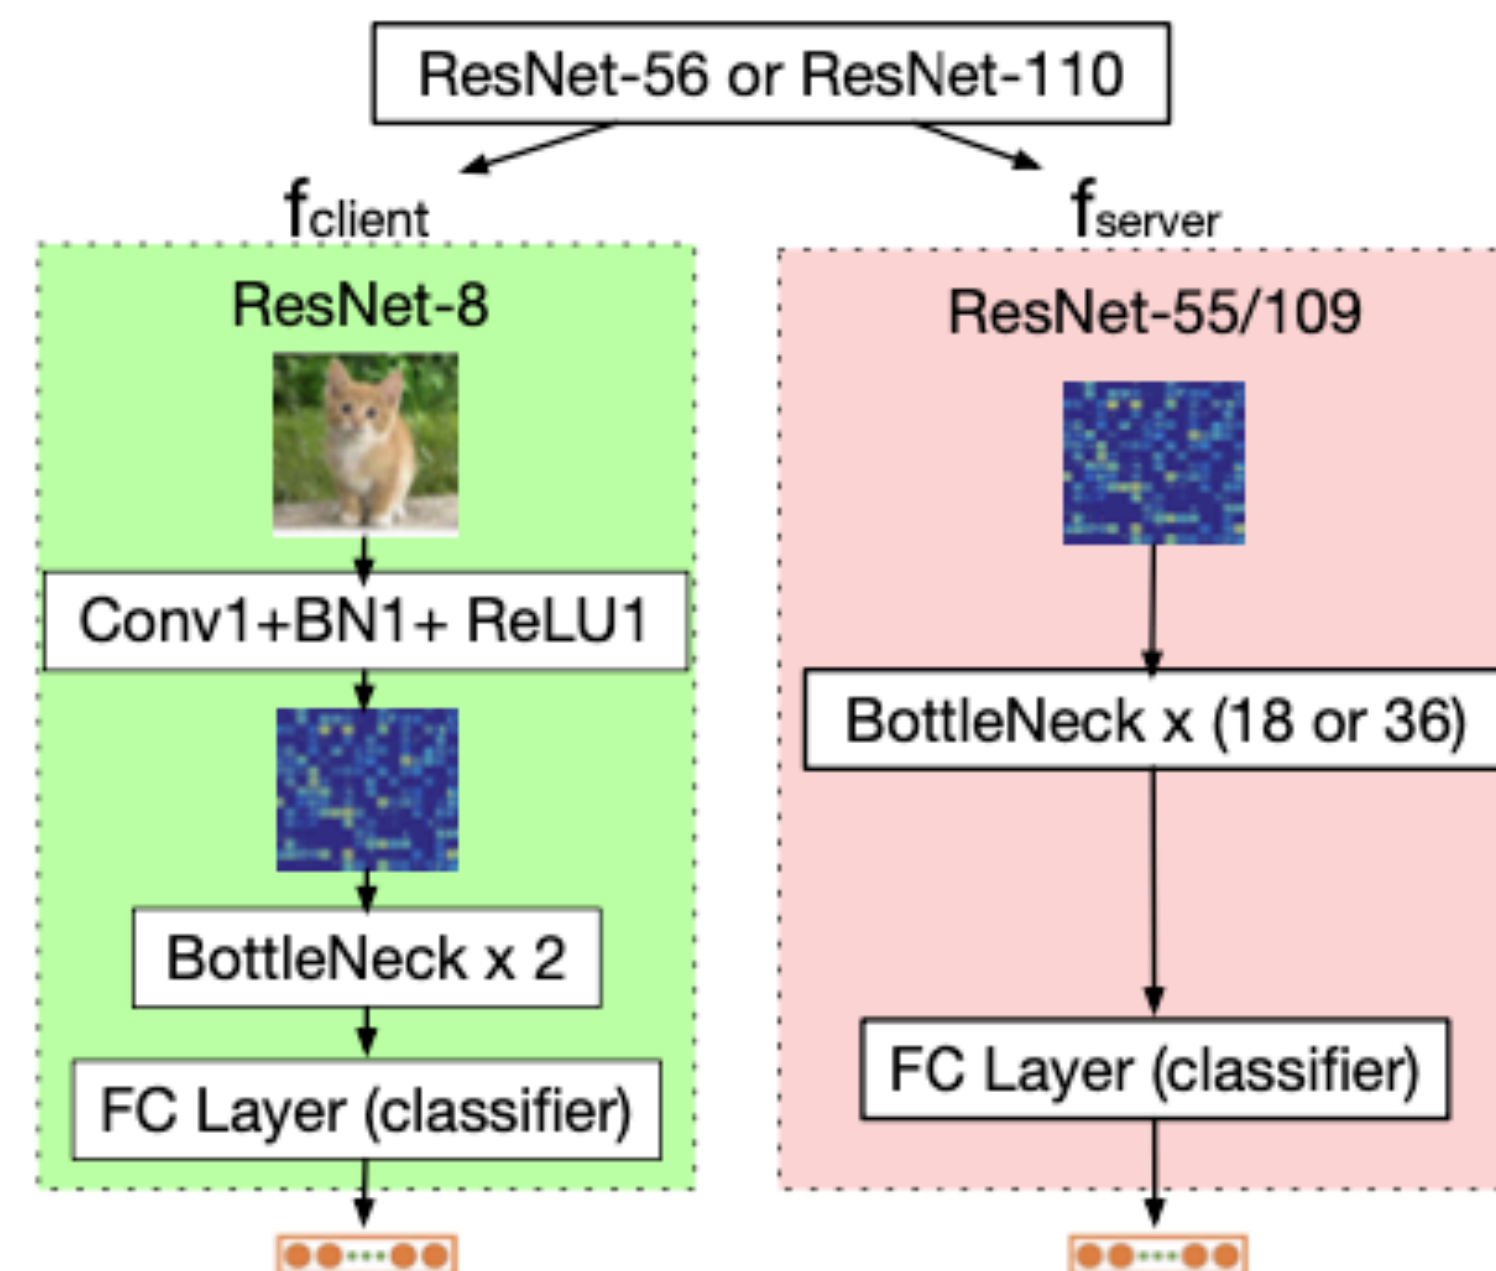 ResNet-56 or ResNet-110
fclient
ResNet-8
Conv1+BN1+ ReLU1
BottleNeck x 2
FC Layer (classifier)
fserver
ResNet-55/109
BottleNeck x (18 or 36)
FC Layer (classifier)